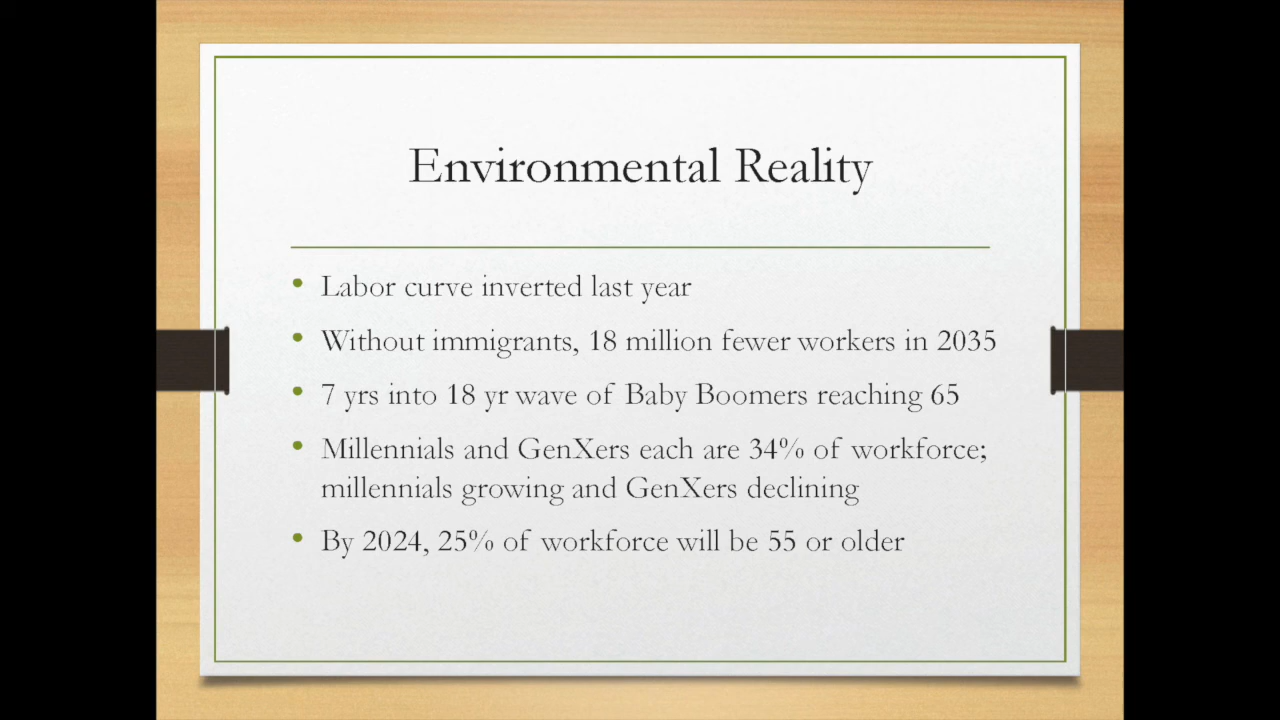 Environmental Reality
• Labor curve inverted last year
• Without immigrants, 18 million fewer workers in 2035
• 7 yrs into 18 yr wave of Baby Boomers reaching 65
• Millennials and GenXers each are 34% of workforce;
millennials growing and GenXers declining
• By 2024, 25% of workforce will be 55 or older